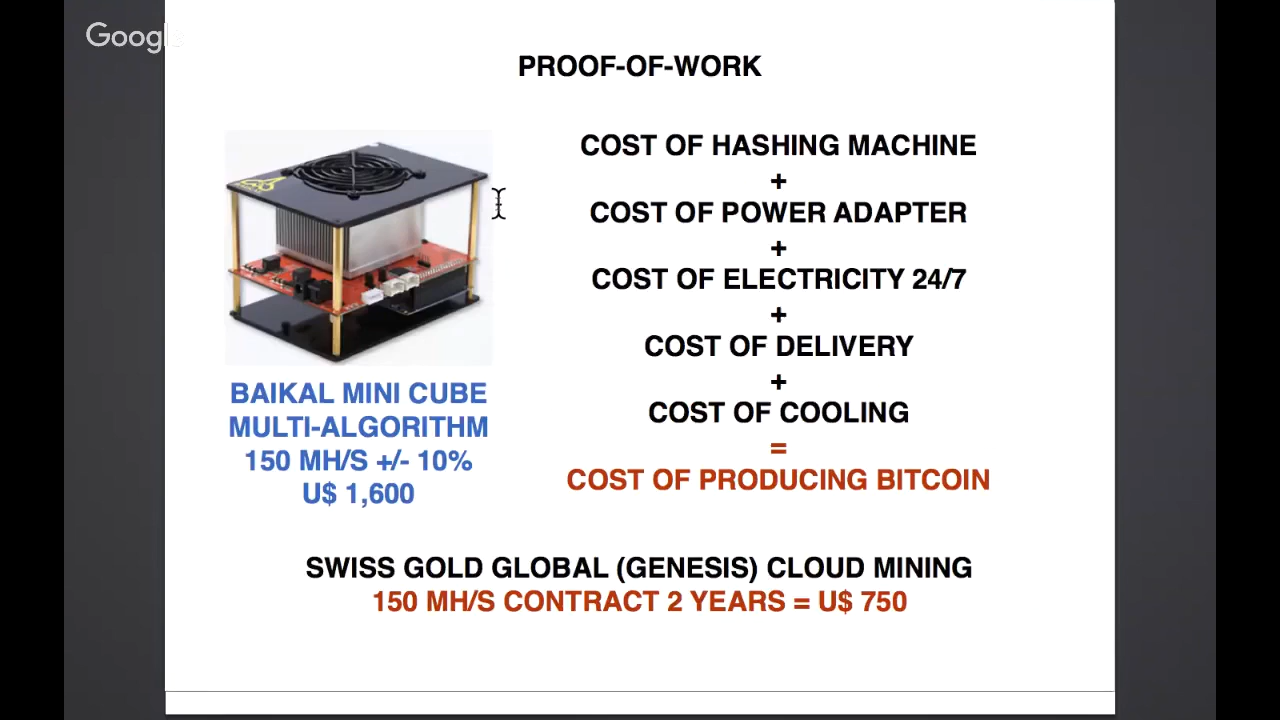 Google
PROOF-OF-WORK
COST OF HASHING MACHINE
+
COST OF POWER ADAPTER
+
COST OF ELECTRICITY 24/7
+
COST OF DELIVERY
+
COST OF COOLING
=
COST OF PRODUCING BITCOIN
BAIKAL MINI CUBE
MULTI-ALGORITHM
150 MH/S +/- 10%
U$ 1,600
SWISS GOLD GLOBAL (GENESIS) CLOUD MINING
150 MH/S CONTRACT 2 YEARS = U$ 750